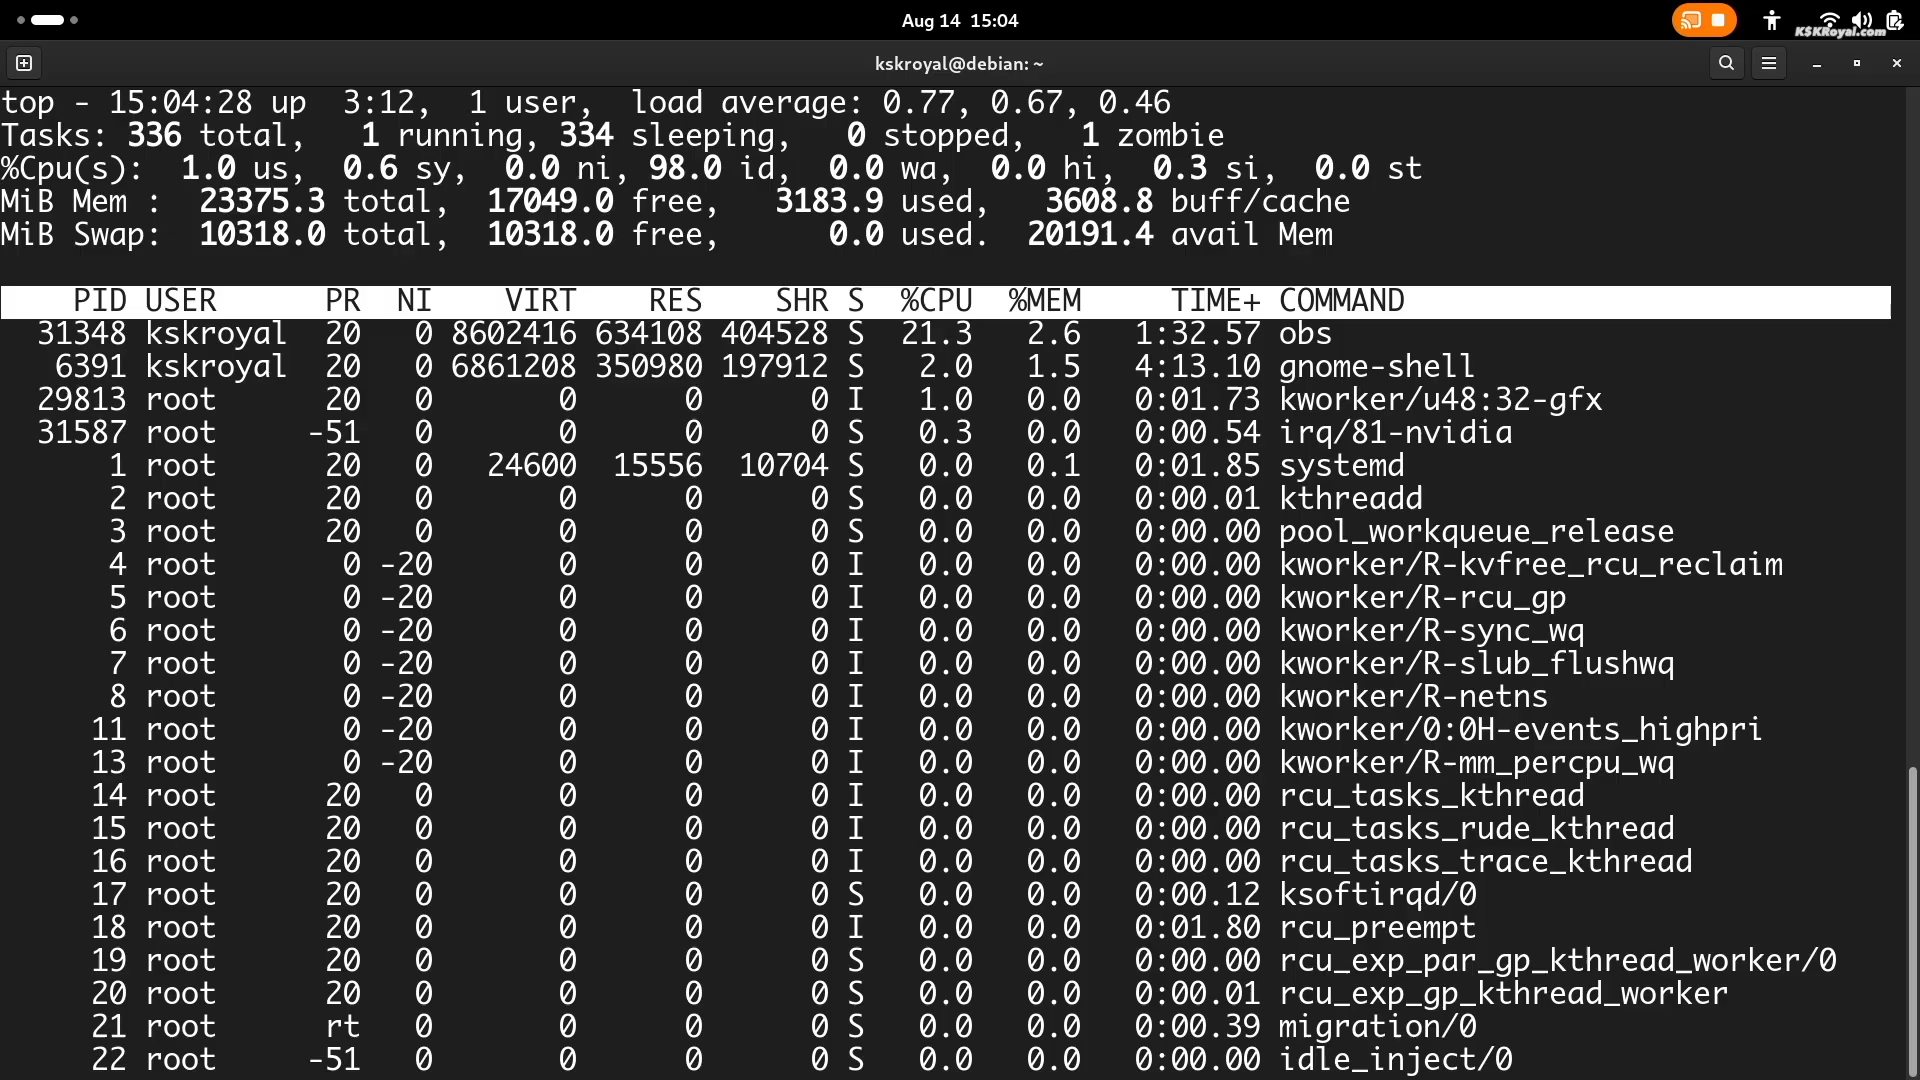 Aug 14 15:04
KSKRoyal.com
kskroyal@debian: ~
top - 15:04:28 up  3:12,  1 user,  load average: 0.77, 0.67, 0.46
Tasks: 336 total,   1 running, 334 sleeping,   0 stopped,   1 zombie
%Cpu(s):  1.0 us,  0.6 sy,  0.0 ni, 98.0 id,  0.0 wa,  0.0 hi,  0.3 si,  0.0 st
MiB Mem :  23375.3 total,  17049.0 free,   3183.9 used,   3608.8 buff/cache
MiB Swap:  10318.0 total,  10318.0 free,      0.0 used.  20191.4 avail Mem
PID USER      PR  NI    VIRT    RES    SHR S  %CPU  %MEM     TIME+ COMMAND
31348 kskroyal  20   0 8602416 634108 404528 S  21.3   2.6   1:32.57 obs
6391 kskroyal  20   0 6861208 350980 197912 S   2.0   1.5   4:13.10 gnome-shell
29813 root      20   0       0      0      0 I   1.0   0.0   0:01.73 kworker/u48:32-gfx
31587 root     -51   0       0      0      0 S   0.3   0.0   0:00.54 irq/81-nvidia
1 root      20   0   24600  15556  10704 S   0.0   0.1   0:01.85 systemd
2 root      20   0       0      0      0 S   0.0   0.0   0:00.01 kthreadd
3 root      20   0       0      0      0 S   0.0   0.0   0:00.00 pool_workqueue_release
4 root       0 -20       0      0      0 I   0.0   0.0   0:00.00 kworker/R-kvfree_rcu_reclaim
5 root       0 -20       0      0      0 I   0.0   0.0   0:00.00 kworker/R-rcu_gp
6 root       0 -20       0      0      0 I   0.0   0.0   0:00.00 kworker/R-sync_wq
7 root       0 -20       0      0      0 I   0.0   0.0   0:00.00 kworker/R-slub_flushwq
8 root       0 -20       0      0      0 I   0.0   0.0   0:00.00 kworker/R-netns
11 root       0 -20       0      0      0 I   0.0   0.0   0:00.00 kworker/0:0H-events_highpri
13 root       0 -20       0      0      0 I   0.0   0.0   0:00.00 kworker/R-mm_percpu_wq
14 root      20   0       0      0      0 I   0.0   0.0   0:00.00 rcu_tasks_kthread
15 root      20   0       0      0      0 I   0.0   0.0   0:00.00 rcu_tasks_rude_kthread
16 root      20   0       0      0      0 I   0.0   0.0   0:00.00 rcu_tasks_trace_kthread
17 root      20   0       0      0      0 S   0.0   0.0   0:00.12 ksoftirqd/0
18 root      20   0       0      0      0 I   0.0   0.0   0:01.80 rcu_preempt
19 root      20   0       0      0      0 S   0.0   0.0   0:00.00 rcu_exp_par_gp_kthread_worker/0
20 root      20   0       0      0      0 S   0.0   0.0   0:00.01 rcu_exp_gp_kthread_worker
21 root      rt   0       0      0      0 S   0.0   0.0   0:00.39 migration/0
22 root     -51   0       0      0      0 S   0.0   0.0   0:00.00 idle_inject/0